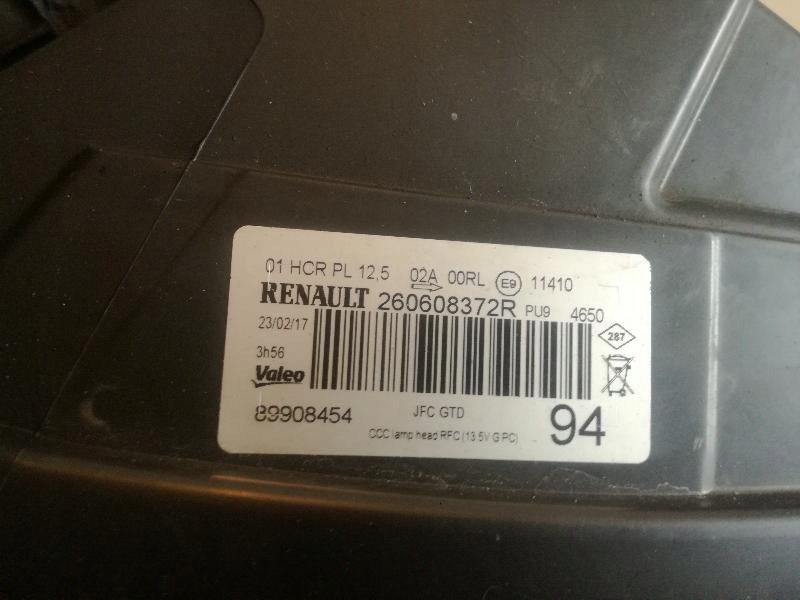 01 HCR PL 12,5 02A 00RL E9 11410
RENAULT 260608372R PU9 4650
23/02/17
287
3h56
Valeo
89908454 JFC GTD 94
CCC lamp head RFC (13.5V G PC)